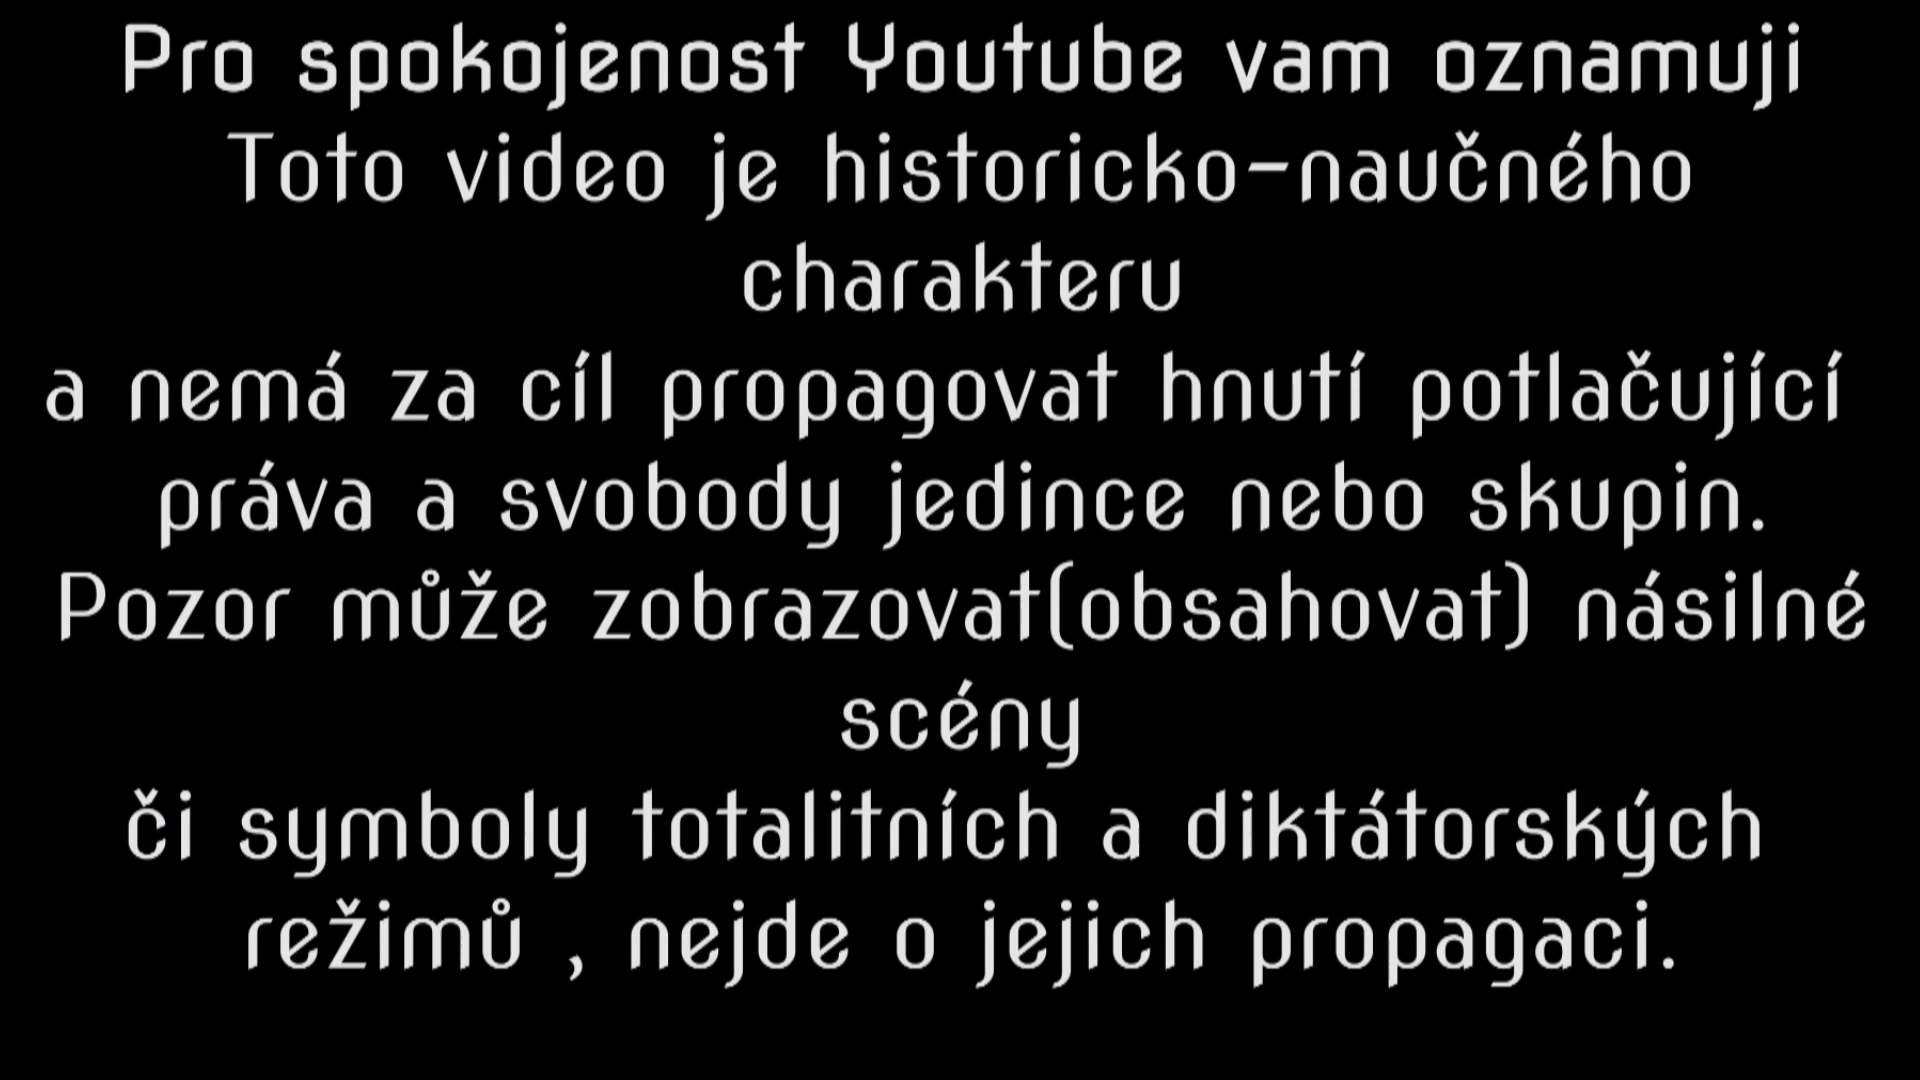 Pro spokojenost Youtube vam oznamuji
Toto video je historicko-naučného
charakteru
a nemá za cíl propagovat hnutí potlačující
práva a svobody jedince nebo skupin.
Pozor může zobrazovat(obsahovat) násilné
scény
či symboly totalitních a diktátorských
režimů , nejde o jejich propagaci.